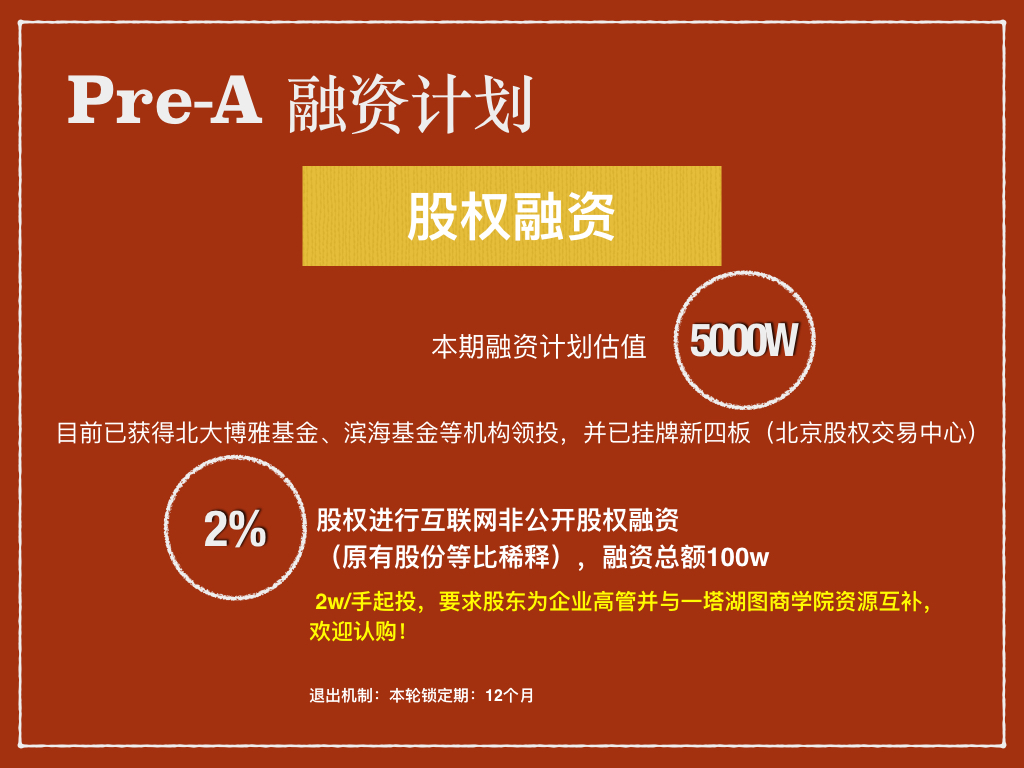 Pre-A 融资计划
股权融资
本期融资计划估值 5000W
目前已获得北大博雅基金、滨海基金等机构领投，并已挂牌新四板（北京股权交易中心）
2%
股权进行互联网非公开股权融资
（原有股份等比稀释），融资总额100w
2w/手起投，要求股东为企业高管并与一塔湖图商学院资源互补，
欢迎认购！
退出机制：本轮锁定期：12个月